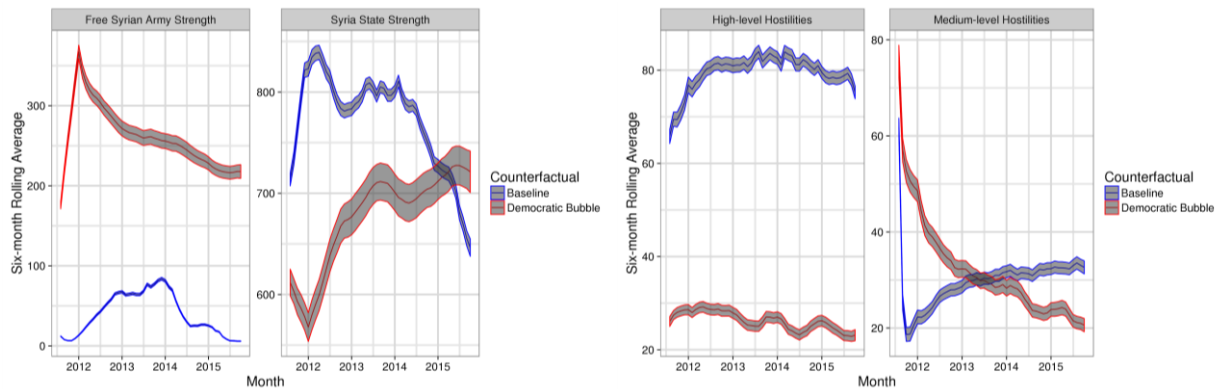 Free Syrian Army Strength
Syria State Strength
Six-month Rolling Average
300
200
100
0
800
700
600
2012 2013 2014 2015
2012 2013 2014 2015
Month
Counterfactual
Baseline
Democratic Bubble
High-level Hostilities
Medium-level Hostilities
Six-month Rolling Average
80
60
40
20
80
60
40
20
2012 2013 2014 2015
2012 2013 2014 2015
Month
Counterfactual
Baseline
Democratic Bubble